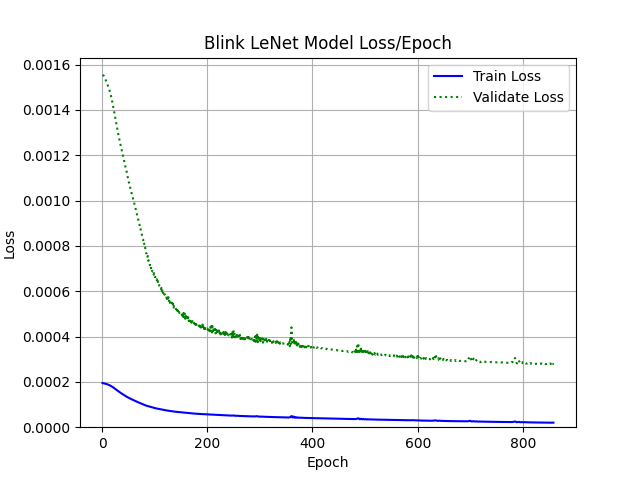 Blink LeNet Model Loss/Epoch
0.0016
0.0014
0.0012
0.0010
0.0008
0.0006
0.0004
0.0002
0.0000
Loss
Train Loss
Validate Loss
0 200 400 600 800
Epoch